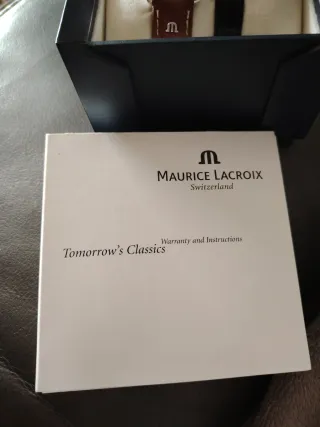 MAURICE LACROIX
Switzerland
Warranty and Instructions
Tomorrow's Classics